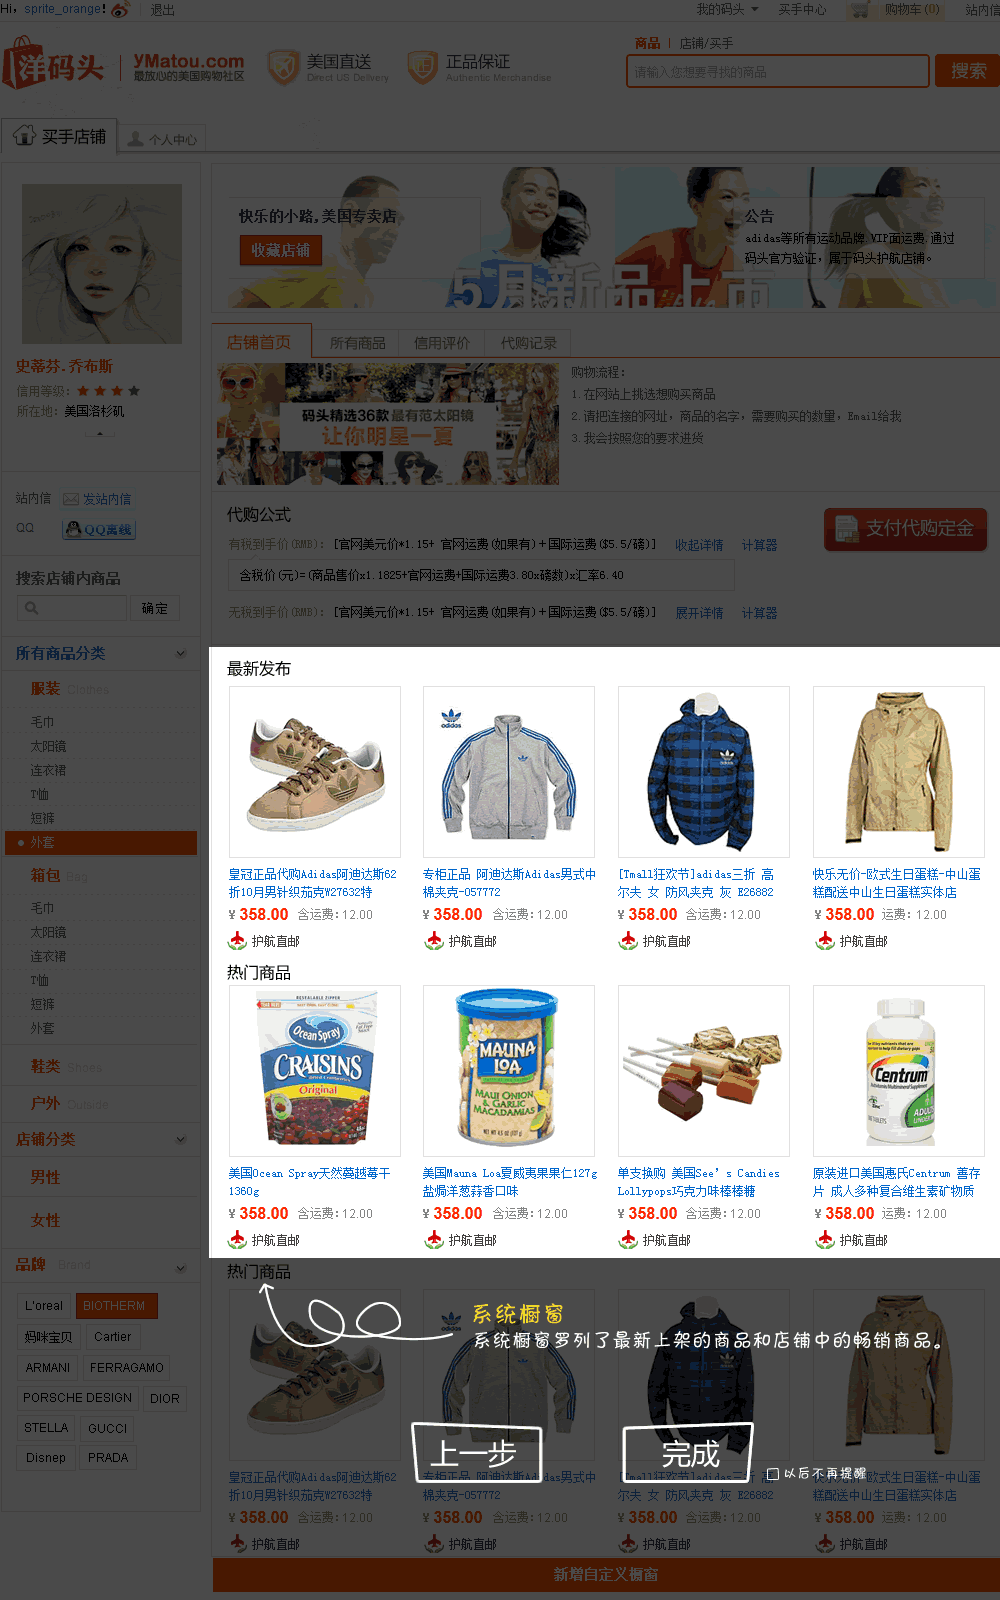 Hi, sprite_orange! 退出
我的码头 买手中心 购物车(0) 站内信
洋码头
YMatou.com
最放心的美国购物社区
美国直送
Direct US Delivery
正品保证
Authentic Merchandise
商品 | 店铺/买手
请输入您想要寻找的商品
搜索
买手店铺
个人中心
史蒂芬.乔布斯
信用等级:
所在地: 美国洛杉矶
站内信 发站内信
QQ QQ离线
搜索店铺内商品
确定
所有商品分类
服装 Clothes
毛巾
太阳镜
连衣裙
T恤
短裤
外套
箱包 Bag
毛巾
太阳镜
连衣裙
T恤
短裤
外套
鞋类 Shoes
户外 Outside
店铺分类
男性
女性
品牌 Brand
L'oreal BIOTHERM
妈咪宝贝 Cartier
ARMANI FERRAGAMO
PORSCHE DESIGN DIOR
STELLA GUCCI
Disnep PRADA
快乐的小路,美国专卖店
收藏店铺
5月新品上市
公告
adidas等所有运动品牌 VIP面运费.通过
码头官方验证，属于码头护航店铺。
店铺首页 所有商品 信用评价 代购记录
码头精选36款最有范太阳镜
让你明星一夏
购物流程:
1.在网站上挑选想购买商品
2.请把连接的网址，商品的名字，需要购买的数量，Email给我
3.我会按照您的要求进货
代购公式
支付代购定金
有税到手价(RMB): [官网美元价*1.15+ 官网运费(如果有)＋国际运费($5.5/磅)] 收起详情 计算器
含税价(元)=(商品售价x1.1825+官网运费+国际运费3.80x磅数)x汇率6.40
无税到手价(RMB): [官网美元价*1.15+ 官网运费(如果有)＋国际运费($5.5/磅)] 展开详情 计算器
最新发布
adidas
adidas
皇冠正品代购Adidas阿迪达斯62
折10月男针织茄克W27632特
¥ 358.00 含运费:12.00
护航直邮
专柜正品 阿迪达斯Adidas男式中
棉夹克-057772
¥ 358.00 含运费:12.00
护航直邮
[Tmall狂欢节]adidas三折 高
尔夫 女 防风夹克 灰 E26882
¥ 358.00 含运费:12.00
护航直邮
快乐无价-欧式生日蛋糕-中山蛋
糕配送中山生日蛋糕实体店
¥ 358.00 运费:12.00
护航直邮
热门商品
RESEALABLE ZIPPER
Ocean Spray
CRAISINS
Original
MAUNA LOA
MAUI ONION & GARLIC MACADAMIAS
Centrum
美国Ocean Spray天然蔓越莓干
1360g
¥ 358.00 含运费:12.00
护航直邮
美国Mauna Loa夏威夷果果仁127g
盐焗洋葱蒜香口味
¥ 358.00 含运费:12.00
护航直邮
单支换购 美国See’s Candies
Lollypops巧克力味棒棒糖
¥ 358.00 含运费:12.00
护航直邮
原装进口美国惠氏Centrum 善存
片 成人多种复合维生素矿物质
¥ 358.00 运费:12.00
护航直邮
热门商品
系统橱窗
系统橱窗罗列了最新上架的商品和店铺中的畅销商品。
上一步
完成
以后不再提醒
皇冠正品代购Adidas阿迪达斯62
折10月男针织茄克W27632特
¥ 358.00 含运费:12.00
护航直邮
专柜正品 阿迪达斯Adidas男式中
棉夹克-057772
¥ 358.00 含运费:12.00
护航直邮
[Tmall狂欢节]adidas三折 高
尔夫 女 防风夹克 灰 E26882
¥ 358.00 含运费:12.00
护航直邮
快乐无价-欧式生日蛋糕-中山蛋
糕配送中山生日蛋糕实体店
¥ 358.00 运费:12.00
护航直邮
新增自定义橱窗